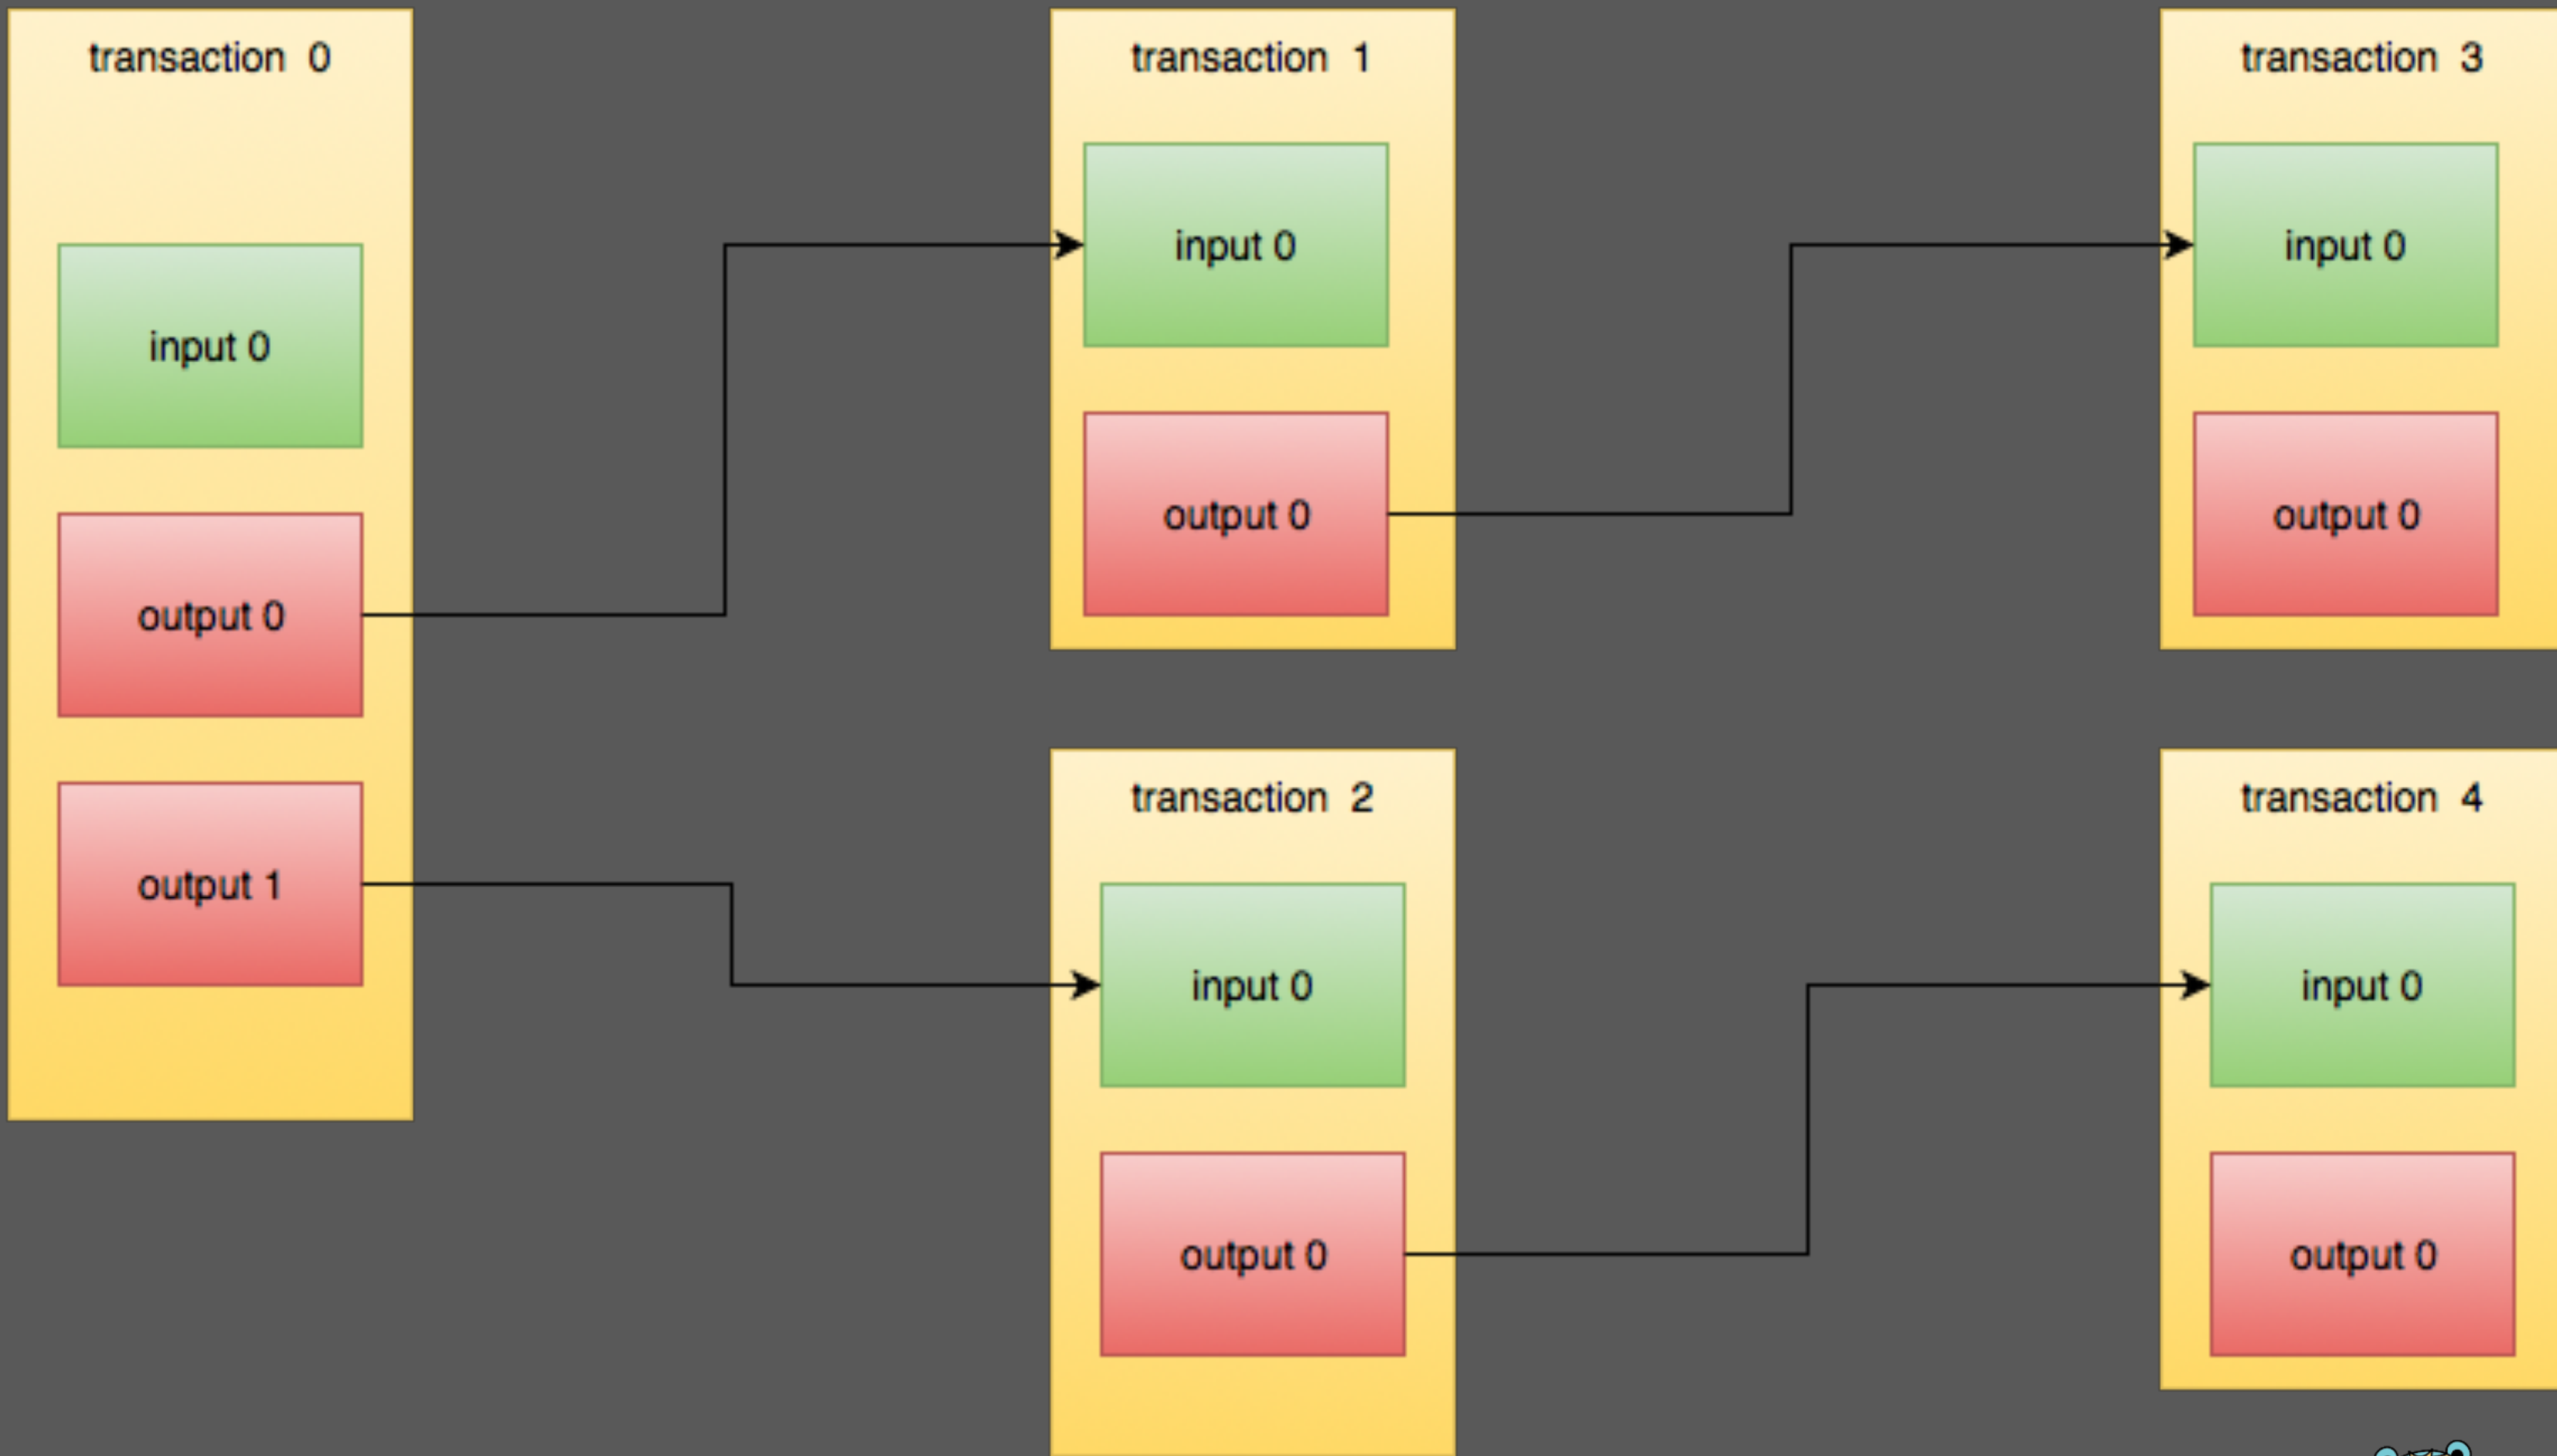 transaction 0
input 0
output 0
output 1
transaction 1
input 0
output 0
transaction 2
input 0
output 0
transaction 3
input 0
output 0
transaction 4
input 0
output 0